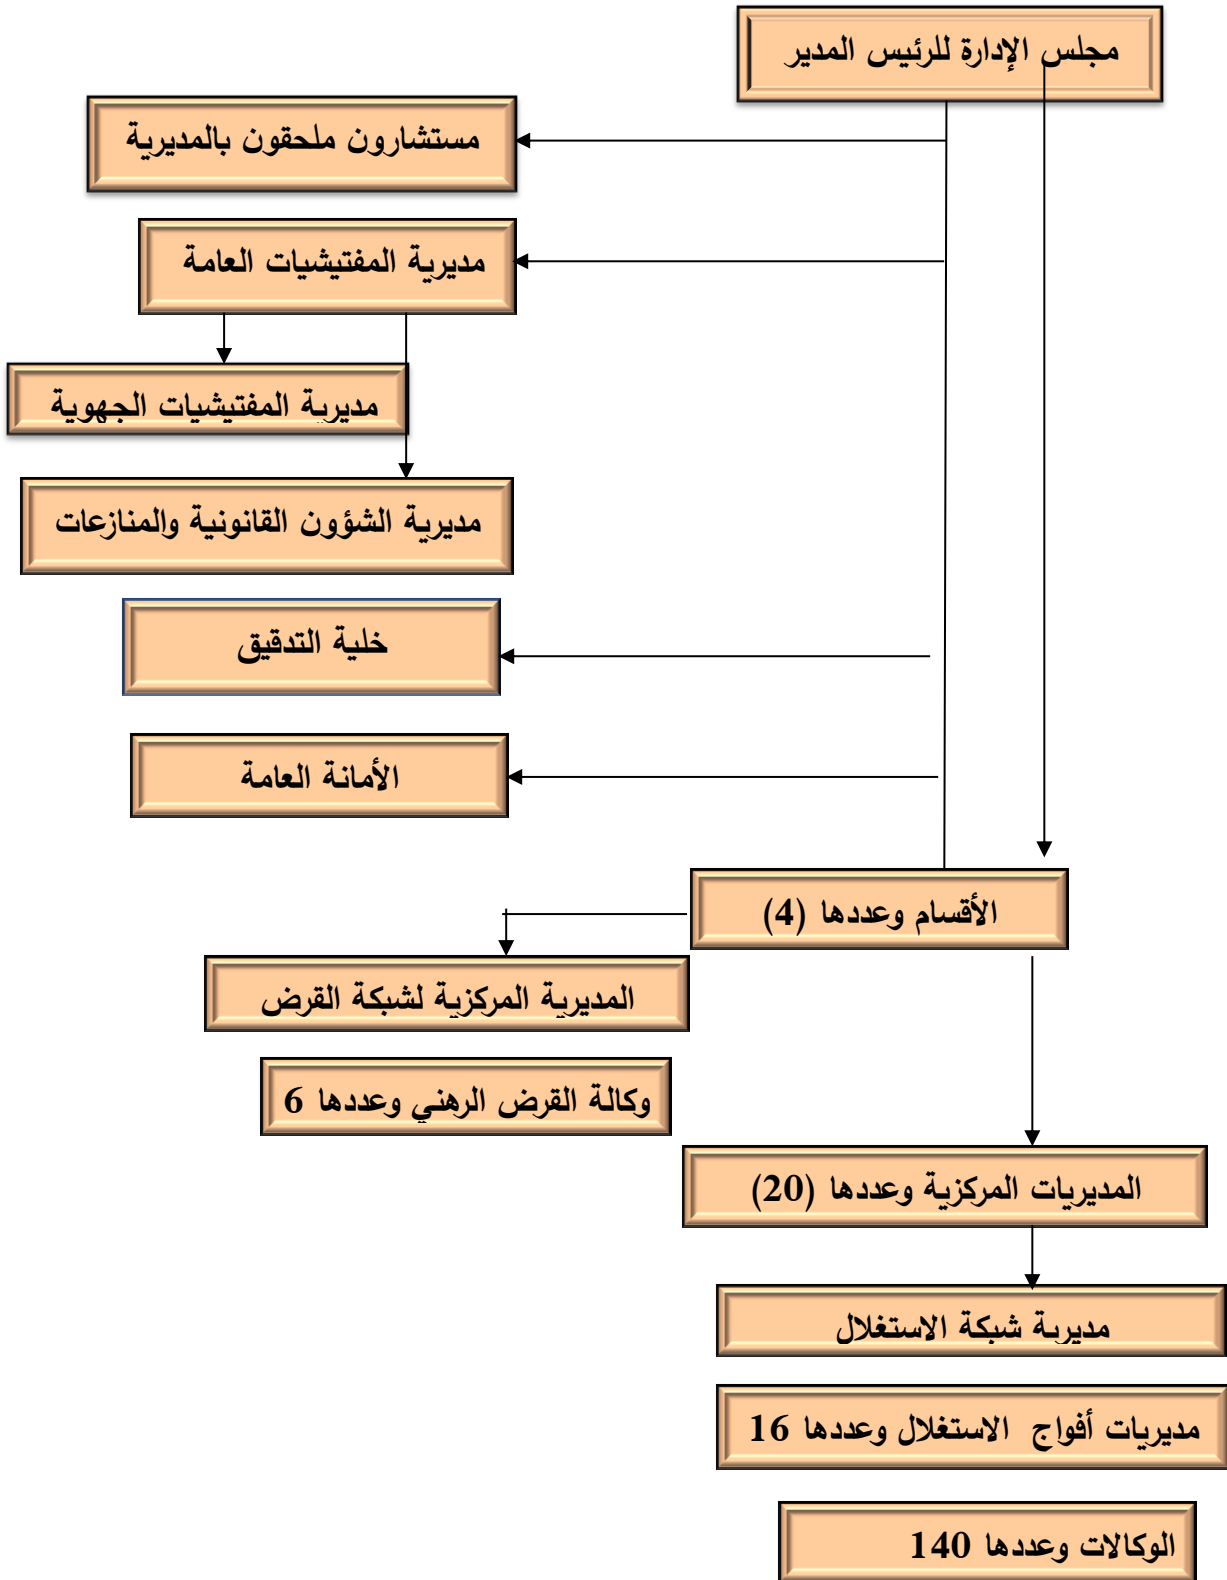 مجلس الإدارة للرئيس المدير
مستشارون ملحقون بالمديرية
مديرية المفتيشيات العامة
مديرية المفتيشيات الجهوية
مديرية الشؤون القانونية والمنازعات
خلية التدقيق
الأمانة العامة
الأقسام وعددها (4)
المديرية المركزية لشبكة القرض
وكالة القرض الرهني وعددها 6
المديريات المركزية وعددها (20)
مديرية شبكة الاستغلال
مديريات أفواج الاستغلال وعددها 16
الوكالات وعددها 140